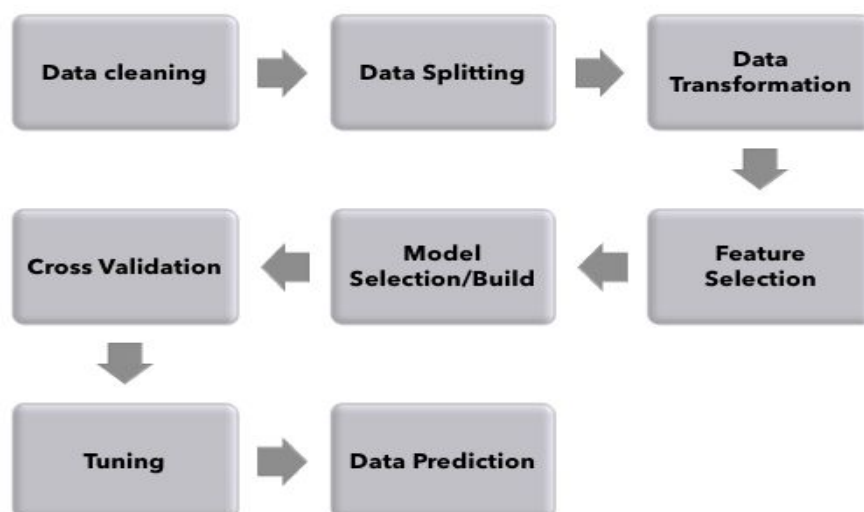 Data cleaning
Data Splitting
Data
Transformation
Feature
Selection
Model
Selection/Build
Cross Validation
Tuning
Data Prediction